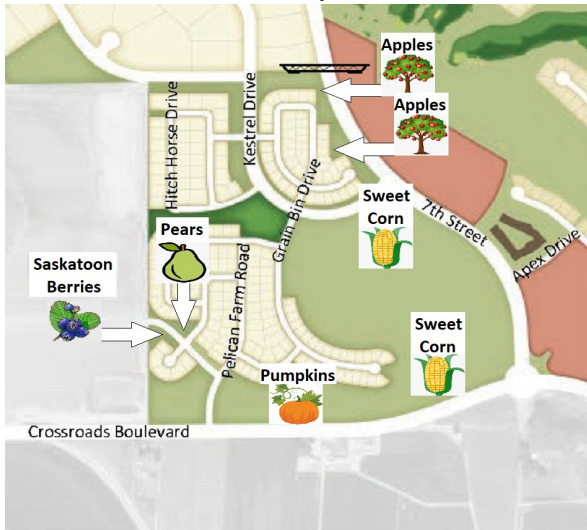 Apples
Apples
Hitch Horse Drive
Kestrel Drive
Grain Bin Drive
Sweet
Corn
7th Street
Apex Drive
Pears
Saskatoon
Berries
Pelican Farm Road
Sweet
Corn
Pumpkins
Crossroads Boulevard